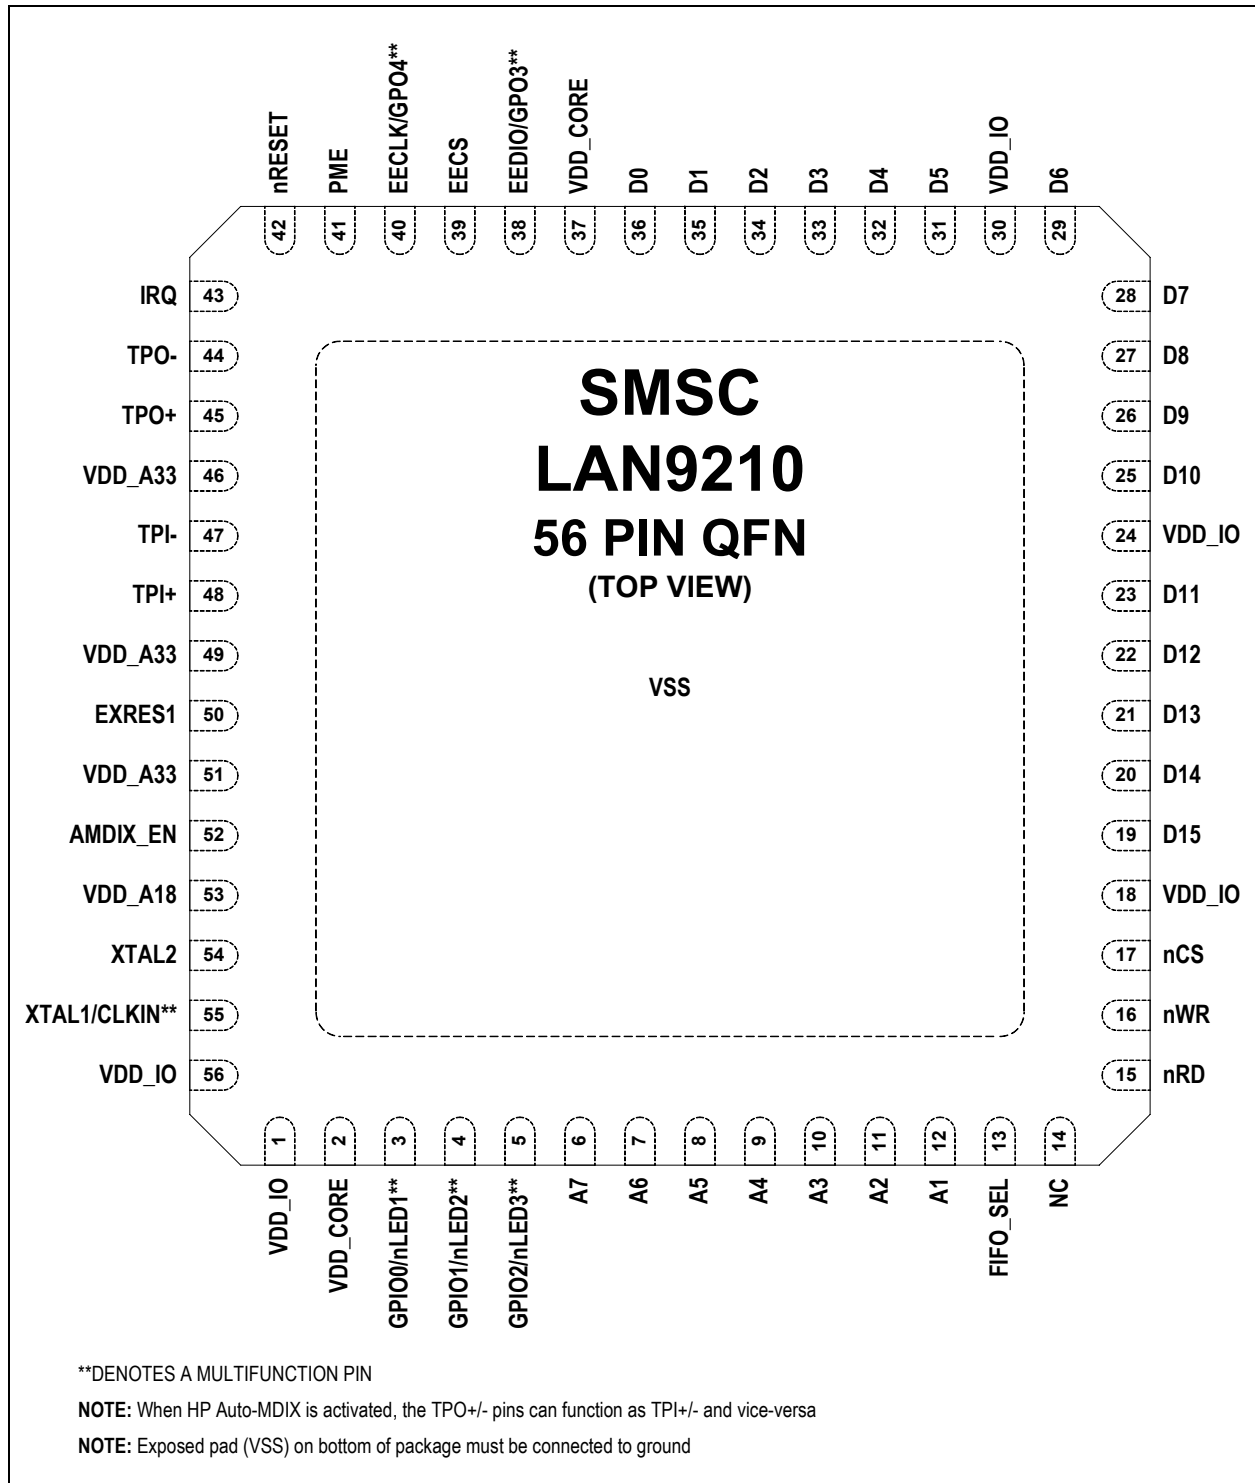 nRESET
PME
EECLK/GPO4**
EECS
EEDIO/GPO3**
VDD_CORE
D0
D1
D2
D3
D4
D5
VDD_IO
D6
42
41
40
39
38
37
36
35
34
33
32
31
30
29
IRQ 43
TPO- 44
TPO+ 45
VDD_A33 46
TPI- 47
TPI+ 48
VDD_A33 49
EXRES1 50
VDD_A33 51
AMDIX_EN 52
VDD_A18 53
XTAL2 54
XTAL1/CLKIN** 55
VDD_IO 56
SMSC
LAN9210
56 PIN QFN
(TOP VIEW)
VSS
28 D7
27 D8
26 D9
25 D10
24 VDD_IO
23 D11
22 D12
21 D13
20 D14
19 D15
18 VDD_IO
17 nCS
16 nWR
15 nRD
1
2
3
4
5
6
7
8
9
10
11
12
13
14
VDD_IO
VDD_CORE
GPIO0/nLED1**
GPIO1/nLED2**
GPIO2/nLED3**
A7
A6
A5
A4
A3
A2
A1
FIFO_SEL
NC
**DENOTES A MULTIFUNCTION PIN
NOTE: When HP Auto-MDIX is activated, the TPO+/- pins can function as TPI+/- and vice-versa
NOTE: Exposed pad (VSS) on bottom of package must be connected to ground